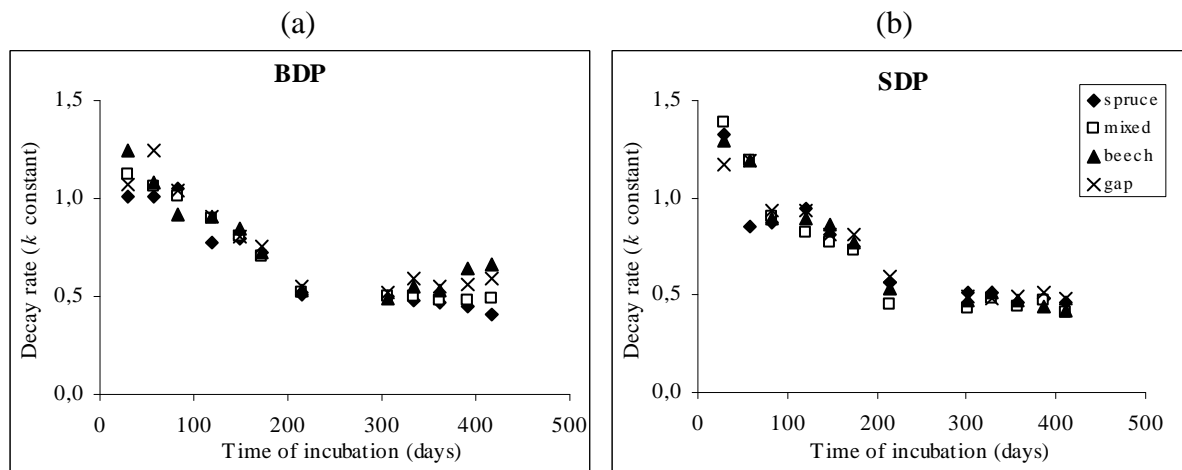 (a)
BDP
Decay rate (k constant)
1,5
1,0
0,5
0,0
0
100
200
300
400
500
Time of incubation (days)
(b)
SDP
Decay rate (k constant)
1,5
1,0
0,5
0,0
0
100
200
300
400
500
Time of incubation (days)
spruce
mixed
beech
gap